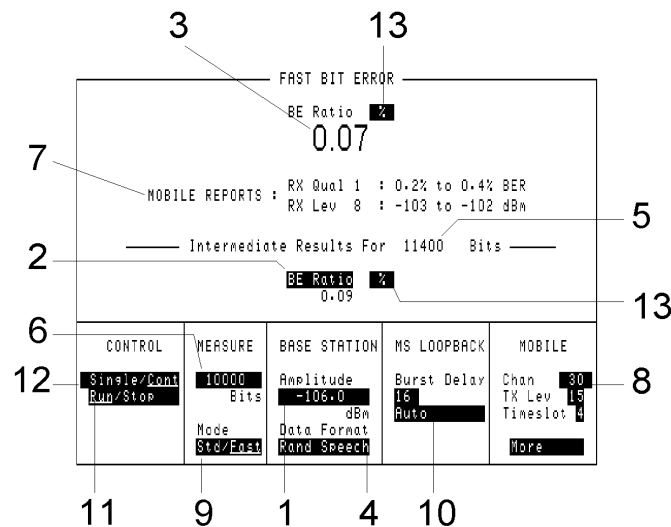 3
13
FAST BIT ERROR
BE Ratio %
0.07
7
MOBILE REPORTS :
RX Qual 1 : 0.2% to 0.4% BER
RX Lev 8 : -103 to -102 dBm
5
Intermediate Results For 11400 Bits
2
BE Ratio %
0.09
13
6
CONTROL
Single/Cont
Run/Stop
MEASURE
10000
Bits
Mode
Std/Fast
BASE STATION
Amplitude
-106.0
dBm
Data Format
Rand Speech
MS LOOPBACK
Burst Delay
16
Auto
MOBILE
Chan 30
TX Lev 15
Timeslot 4
More
12
8
11
9
1
4
10